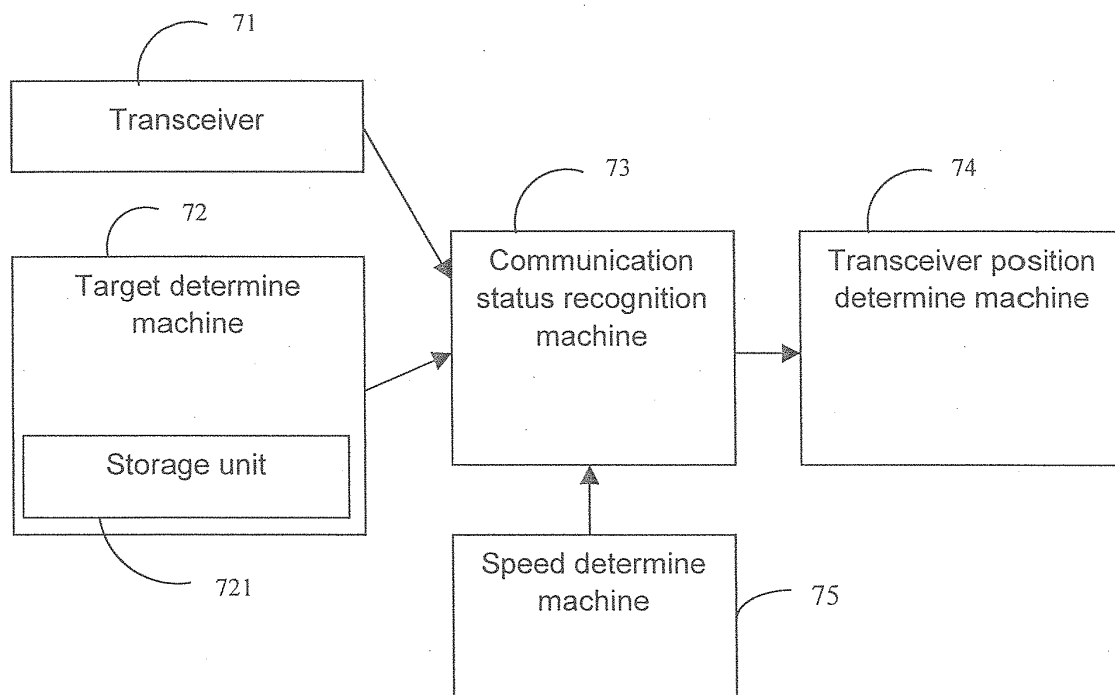 71
Transceiver
72
Target determine
machine
Storage unit
721
73
Communication
status recognition
machine
74
Transceiver position
determine machine
Speed determine
machine
75